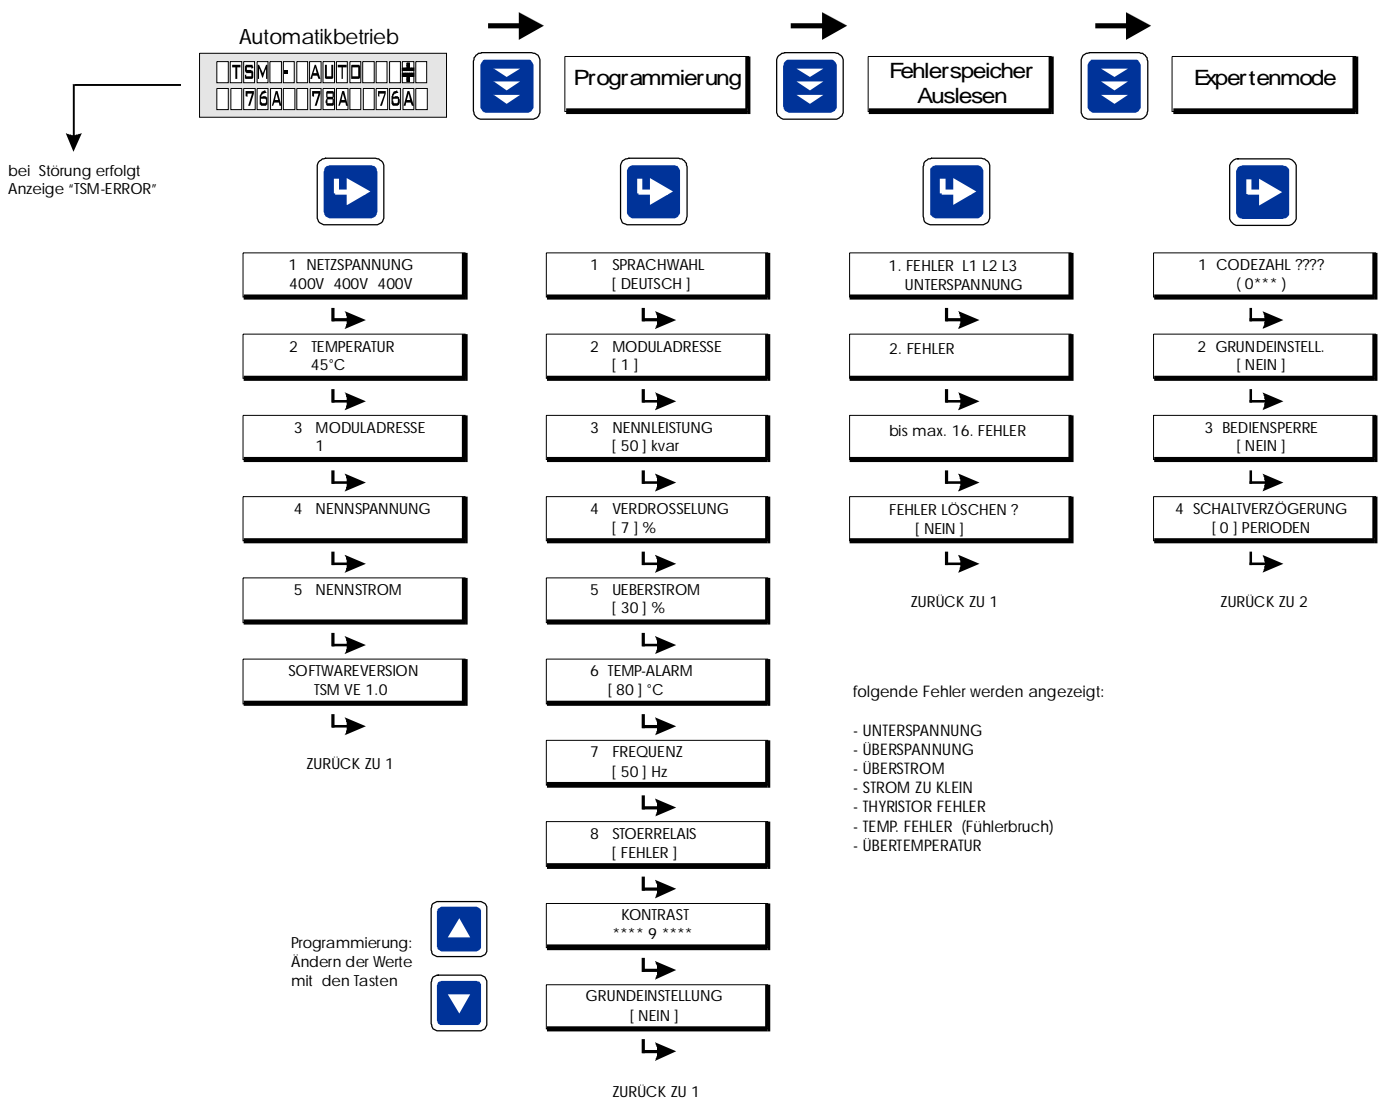 Automatikbetrieb
TSM - AUTO
76A 78A 76A
Programmierung
Fehlerspeicher
Auslesen
Expertenmode
bei Störung erfolgt
Anzeige "TSM-ERROR"
1 NETZSPANNUNG
400V 400V 400V
2 TEMPERATUR
45°C
3 MODULADRESSE
1
4 NENNSPANNUNG
5 NENNSTROM
SOFTWAREVERSION
TSM VE 1.0
ZURÜCK ZU 1
1 SPRACHWAHL
[ DEUTSCH ]
2 MODULADRESSE
[ 1 ]
3 NENNLEISTUNG
[ 50 ] kvar
4 VERDROSSELUNG
[ 7 ] %
5 UEBERSTROM
[ 30 ] %
6 TEMP-ALARM
[ 80 ] °C
7 FREQUENZ
[ 50 ] Hz
8 STOERRELAIS
[ FEHLER ]
KONTRAST
**** 9 ****
GRUNDEINSTELLUNG
[ NEIN ]
ZURÜCK ZU 1
Programmierung:
Ändern der Werte
mit den Tasten
1. FEHLER L1 L2 L3
UNTERSPANNUNG
2. FEHLER
bis max. 16. FEHLER
FEHLER LÖSCHEN ?
[ NEIN ]
ZURÜCK ZU 1
folgende Fehler werden angezeigt:
- UNTERSPANNUNG
- ÜBERSPANNUNG
- ÜBERSTROM
- STROM ZU KLEIN
- THYRISTOR FEHLER
- TEMP. FEHLER (Fühlerbruch)
- ÜBERTEMPERATUR
1 CODEZAHL ????
( 0*** )
2 GRUNDEINSTELL.
[ NEIN ]
3 BEDIENSPERRE
[ NEIN ]
4 SCHALTVERZÖGERUNG
[ 0 ] PERIODEN
ZURÜCK ZU 2